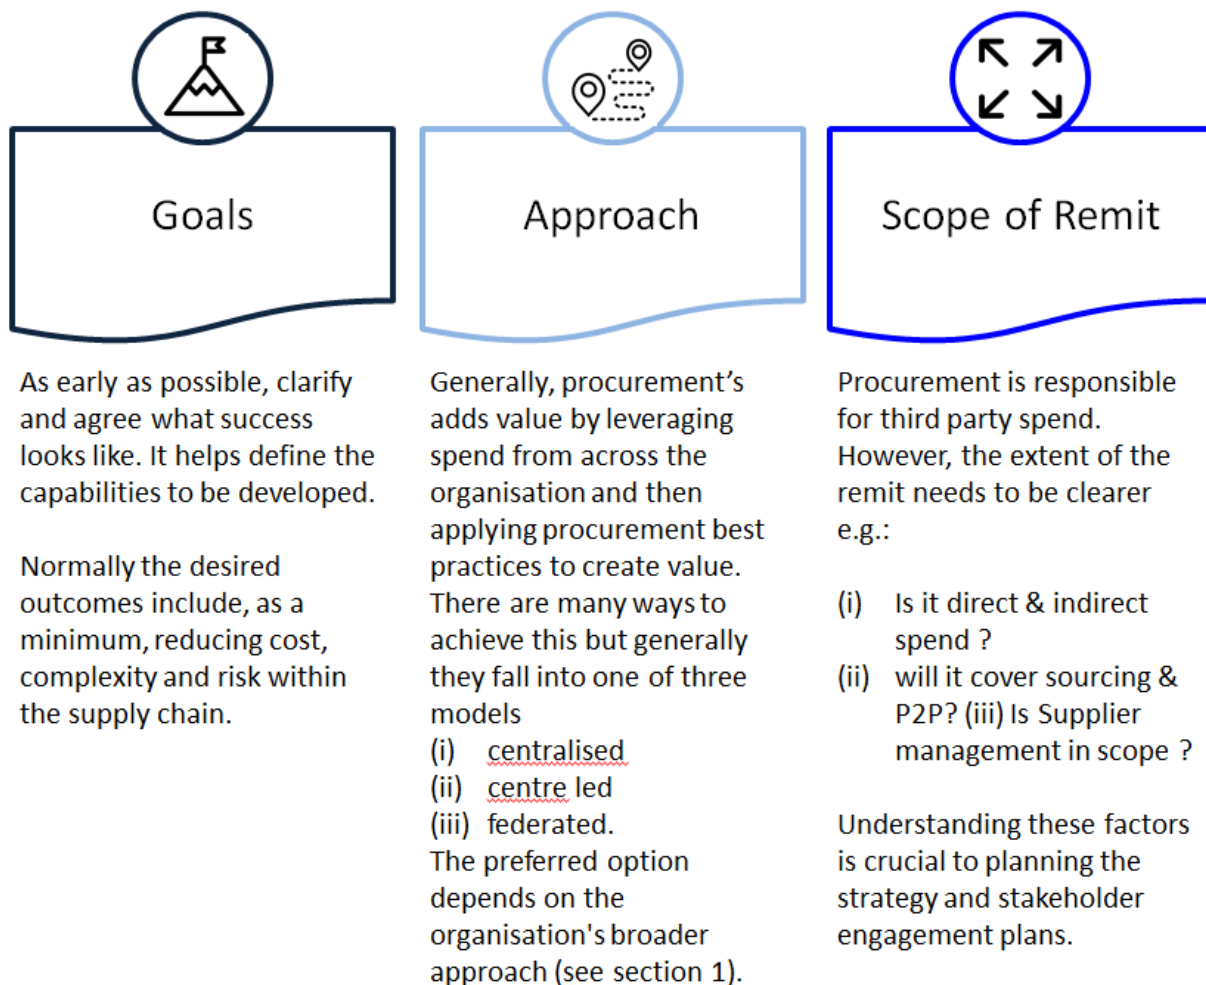 Goals
As early as possible, clarify
and agree what success
looks like. It helps define the
capabilities to be developed.
Normally the desired
outcomes include, as a
minimum, reducing cost,
complexity and risk within
the supply chain.
Approach
Generally, procurement’s
adds value by leveraging
spend from across the
organisation and then
applying procurement best
practices to create value.
There are many ways to
achieve this but generally
they fall into one of three
models
(i) centralised
(ii) centre led
(iii) federated.
The preferred option
depends on the
organisation's broader
approach (see section 1).
Scope of Remit
Procurement is responsible
for third party spend.
However, the extent of the
remit needs to be clearer
e.g.:
(i) Is it direct & indirect
spend ?
(ii) will it cover sourcing &
P2P? (iii) Is Supplier
management in scope ?
Understanding these factors
is crucial to planning the
strategy and stakeholder
engagement plans.